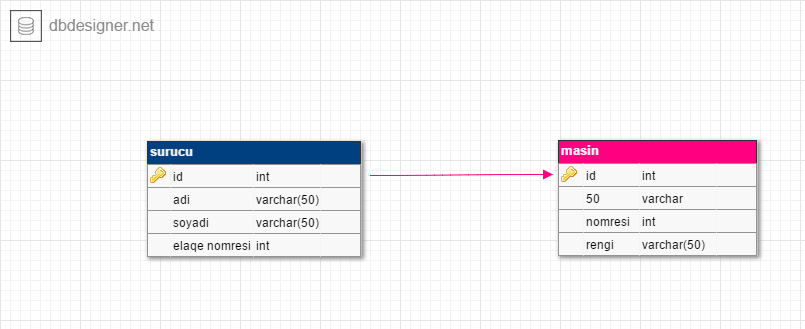 dbdesigner.net
surucu
id int
adi varchar(50)
soyadi varchar(50)
elaqe nomresi int
masin
id int
50 varchar
nomresi int
rengi varchar(50)